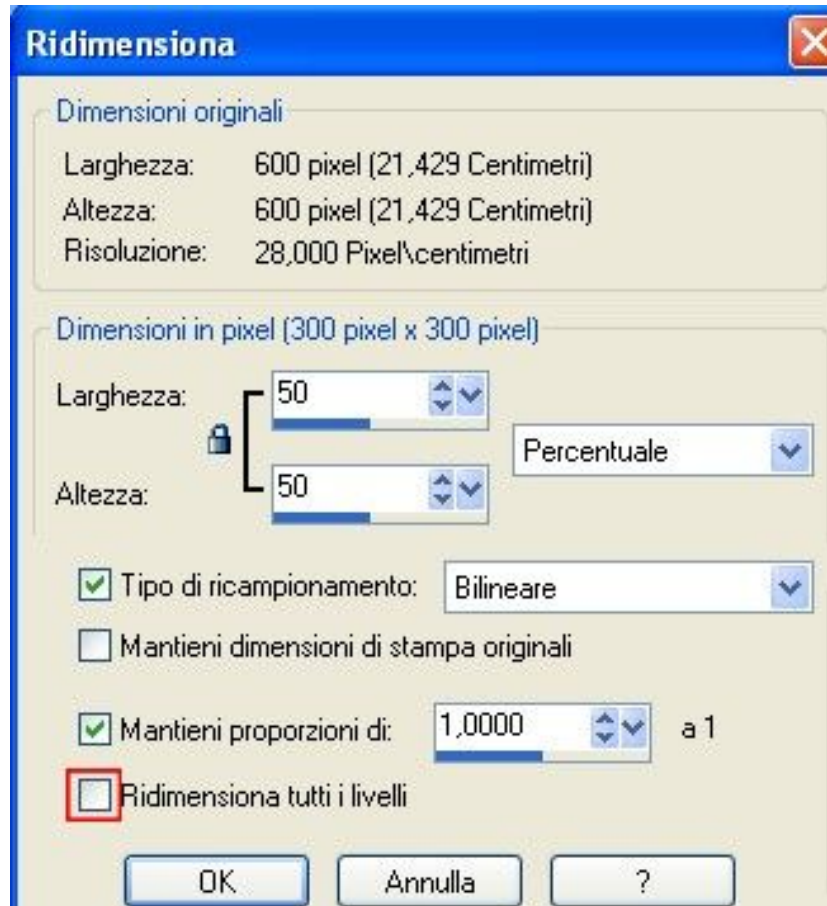 Ridimensiona
Dimensioni originali
Larghezza: 600 pixel (21,429 Centimetri)
Altezza: 600 pixel (21,429 Centimetri)
Risoluzione: 28,000 Pixel\centimetri
Dimensioni in pixel (300 pixel x 300 pixel)
Larghezza: 50
Percentuale
Altezza: 50
Tipo di ricampionamento: Bilineare
Mantieni dimensioni di stampa originali
Mantieni proporzioni di: 1,0000 a 1
Ridimensiona tutti i livelli
OK Annulla ?